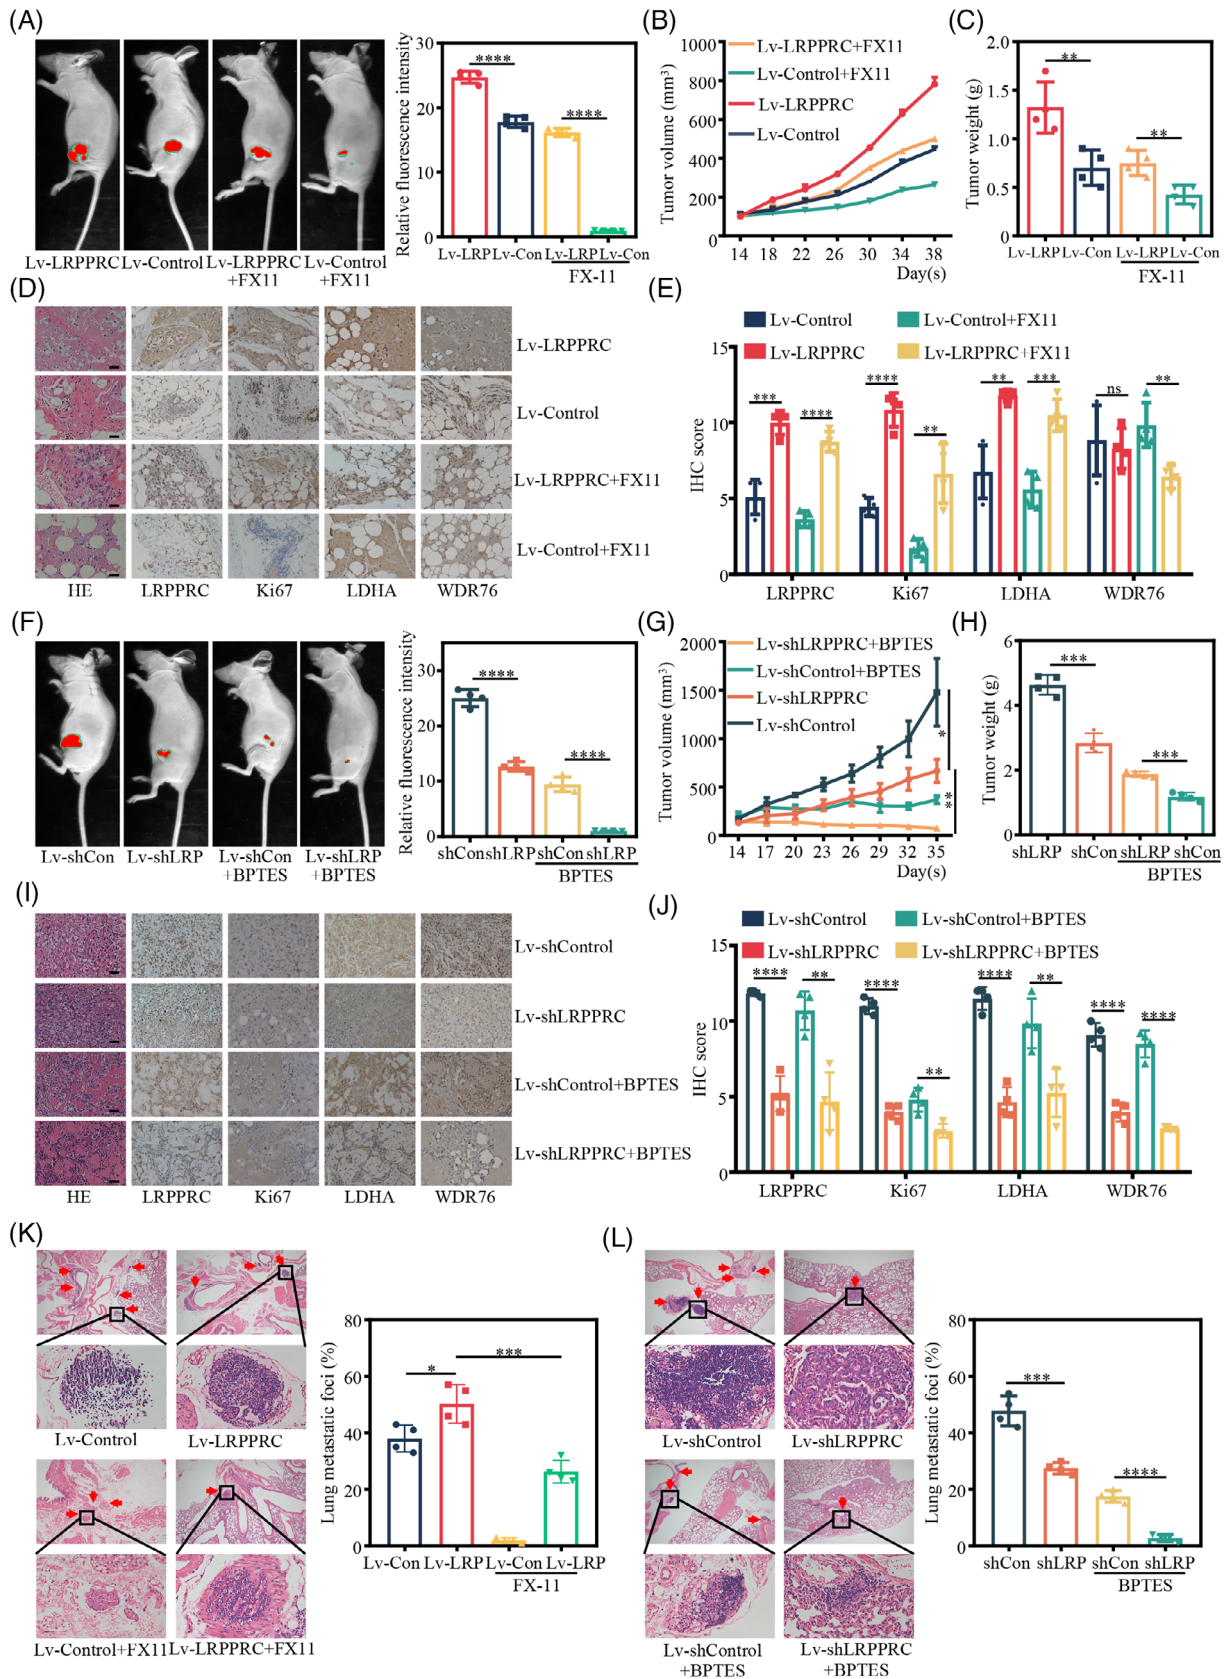 (A)
Relative fluorescence intensity
30
20
10
0
****
****
Lv-LRP Lv-Con Lv-LRP Lv-Con
FX-11
Lv-LRPPRC Lv-Control Lv-LRPPRC Lv-Control
+FX11 +FX11
(B)
Tumor volume (mm³)
1000
800
600
400
200
0
Lv-LRPPRC+FX11
Lv-Control+FX11
Lv-LRPPRC
Lv-Control
14 18 22 26 30 34 38
Day(s)
(C)
Tumor weight (g)
2.0
1.5
1.0
0.5
0.0
**
**
Lv-LRP Lv-Con Lv-LRP Lv-Con
FX-11
(D)
Lv-LRPPRC
Lv-Control
Lv-LRPPRC+FX11
Lv-Control+FX11
HE LRPPRC Ki67 LDHA WDR76
(E)
Lv-Control Lv-Control+FX11
Lv-LRPPRC Lv-LRPPRC+FX11
IHC score
15
10
5
0
*** **** **** ** ** *** ns **
LRPPRC Ki67 LDHA WDR76
(F)
Lv-shCon Lv-shLRP Lv-shCon Lv-shLRP
+BPTES +BPTES
Relative fluorescence intensity
30
20
10
0
****
****
shCon shLRP shCon shLRP
BPTES
(G)
Tumor volume (mm³)
2000
1500
1000
500
0
Lv-shLRPPRC+BPTES
Lv-shControl+BPTES
Lv-shLRPPRC
Lv-shControl
*
**
14 17 20 23 26 29 32 35
Day(s)
(H)
Tumor weight (g)
6
4
2
0
***
***
shLRP shCon shLRP shCon
BPTES
(I)
Lv-shControl
Lv-shLRPPRC
Lv-shControl+BPTES
Lv-shLRPPRC+BPTES
HE LRPPRC Ki67 LDHA WDR76
(J)
Lv-shControl Lv-shControl+BPTES
Lv-shLRPPRC Lv-shLRPPRC+BPTES
IHC score
15
10
5
0
**** ** **** ** **** ** **** ****
LRPPRC Ki67 LDHA WDR76
(K)
Lv-Control Lv-LRPPRC
Lv-Control+FX11 Lv-LRPPRC+FX11
Lung metastatic foci (%)
80
60
40
20
0
*
***
Lv-Con Lv-LRP Lv-Con Lv-LRP
FX-11
(L)
Lv-shControl Lv-shLRPPRC
Lv-shControl Lv-shLRPPRC
+BPTES +BPTES
Lung metastatic foci (%)
80
60
40
20
0
***
****
shCon shLRP shCon shLRP
BPTES